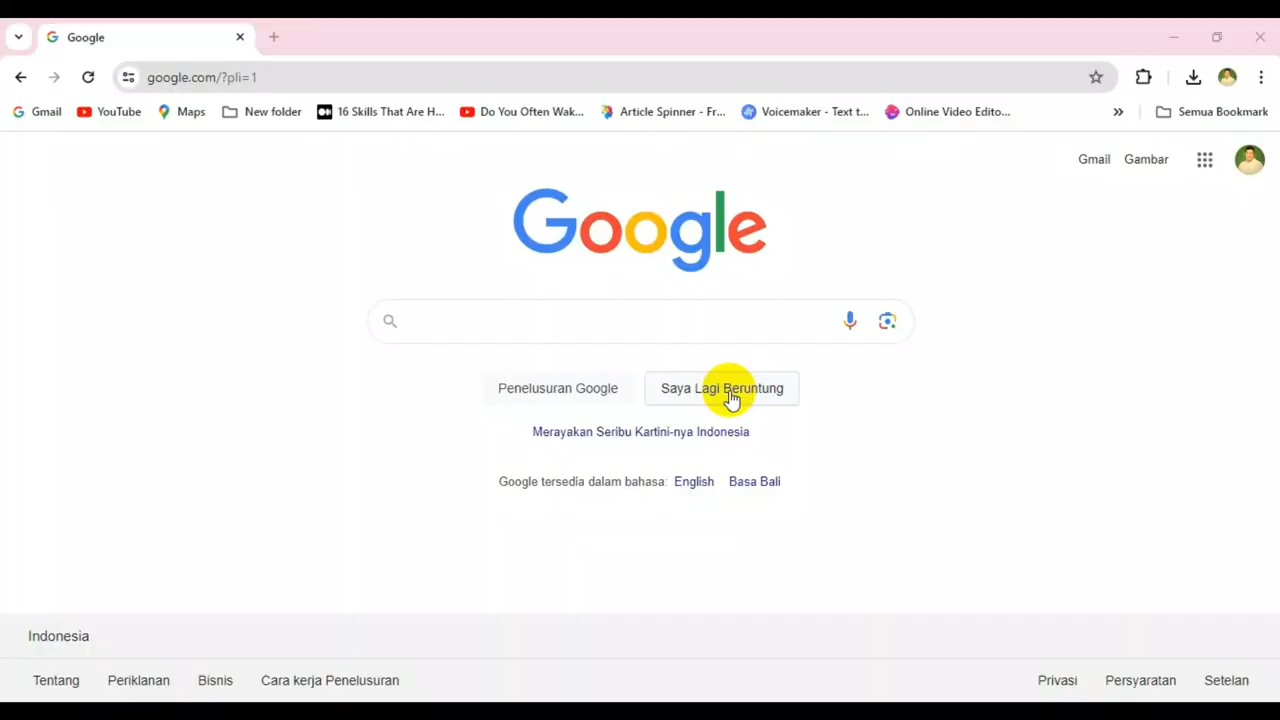 Google
google.com/?pli=1
Gmail YouTube Maps New folder 16 Skills That Are H... Do You Often Wak... Article Spinner - Fr... Voicemaker - Text t... Online Video Edito... » Semua Bookmark
Gmail Gambar
Google
Penelusuran Google Saya Lagi Beruntung
Merayakan Seribu Kartini-nya Indonesia
Google tersedia dalam bahasa: English Basa Bali
Indonesia
Tentang Periklanan Bisnis Cara kerja Penelusuran Privasi Persyaratan Setelan